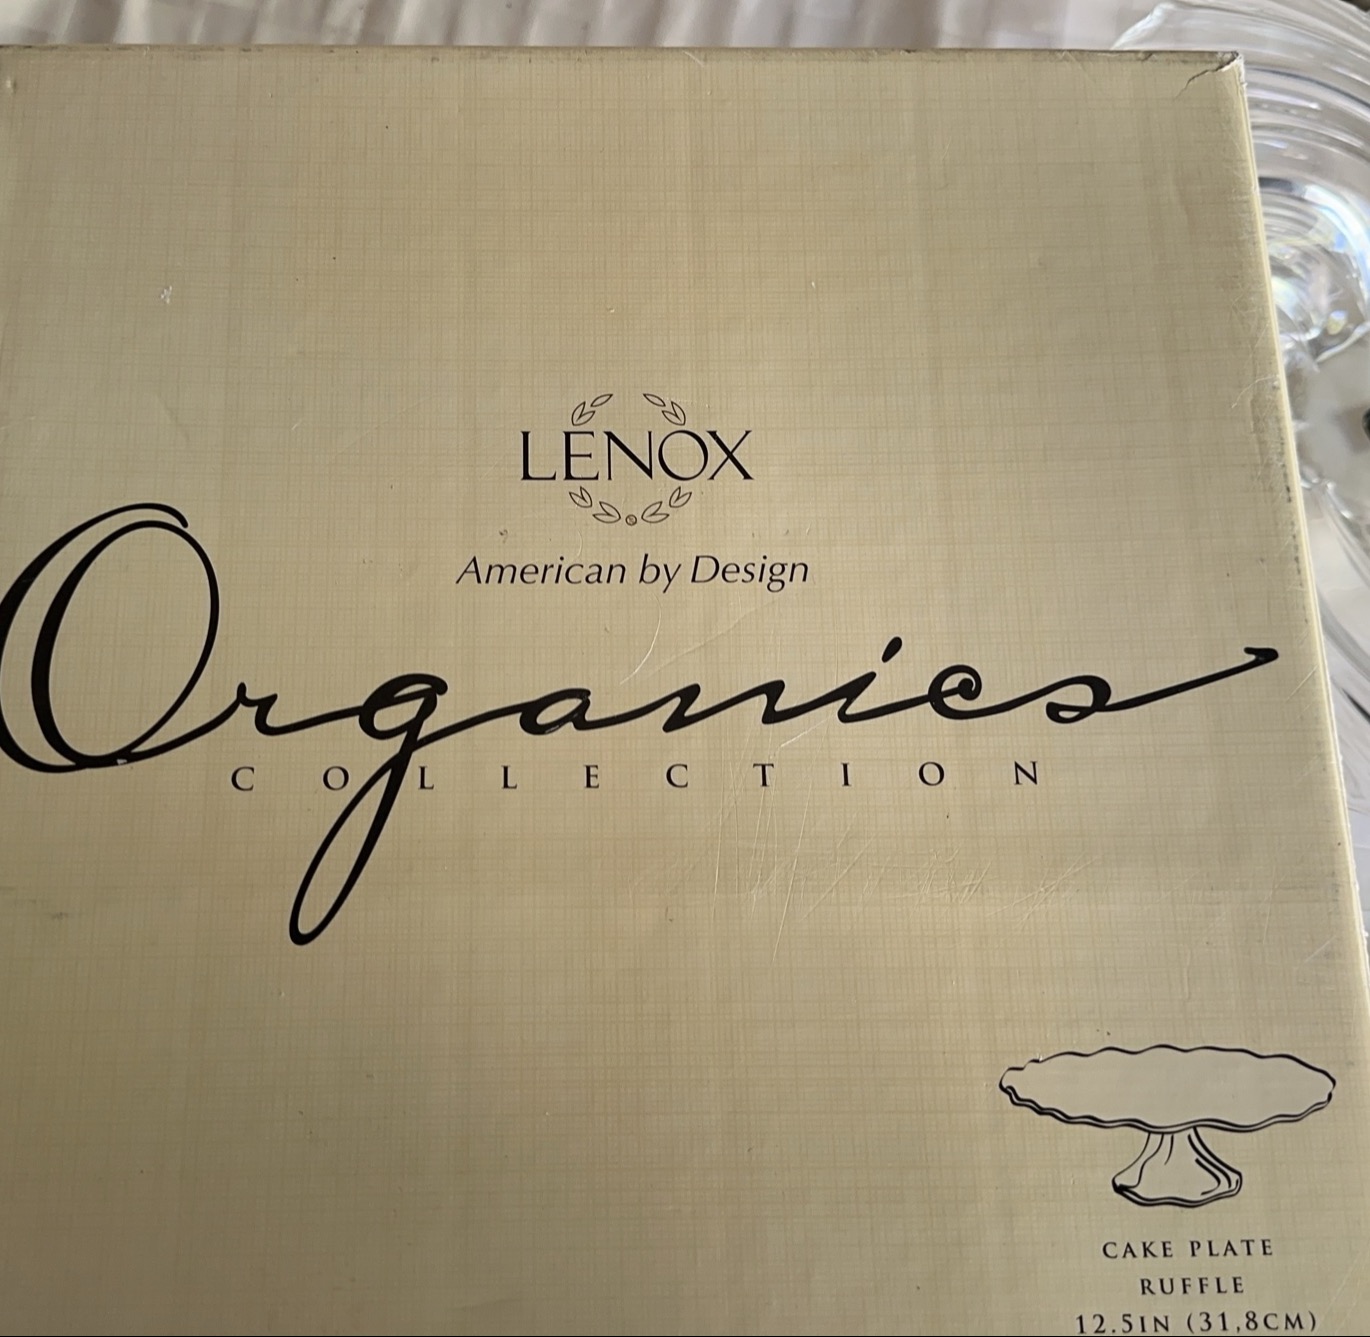 LENOX
American by Design
Organics
COLLECTION
CAKE PLATE
RUFFLE
12.5IN (31,8CM)